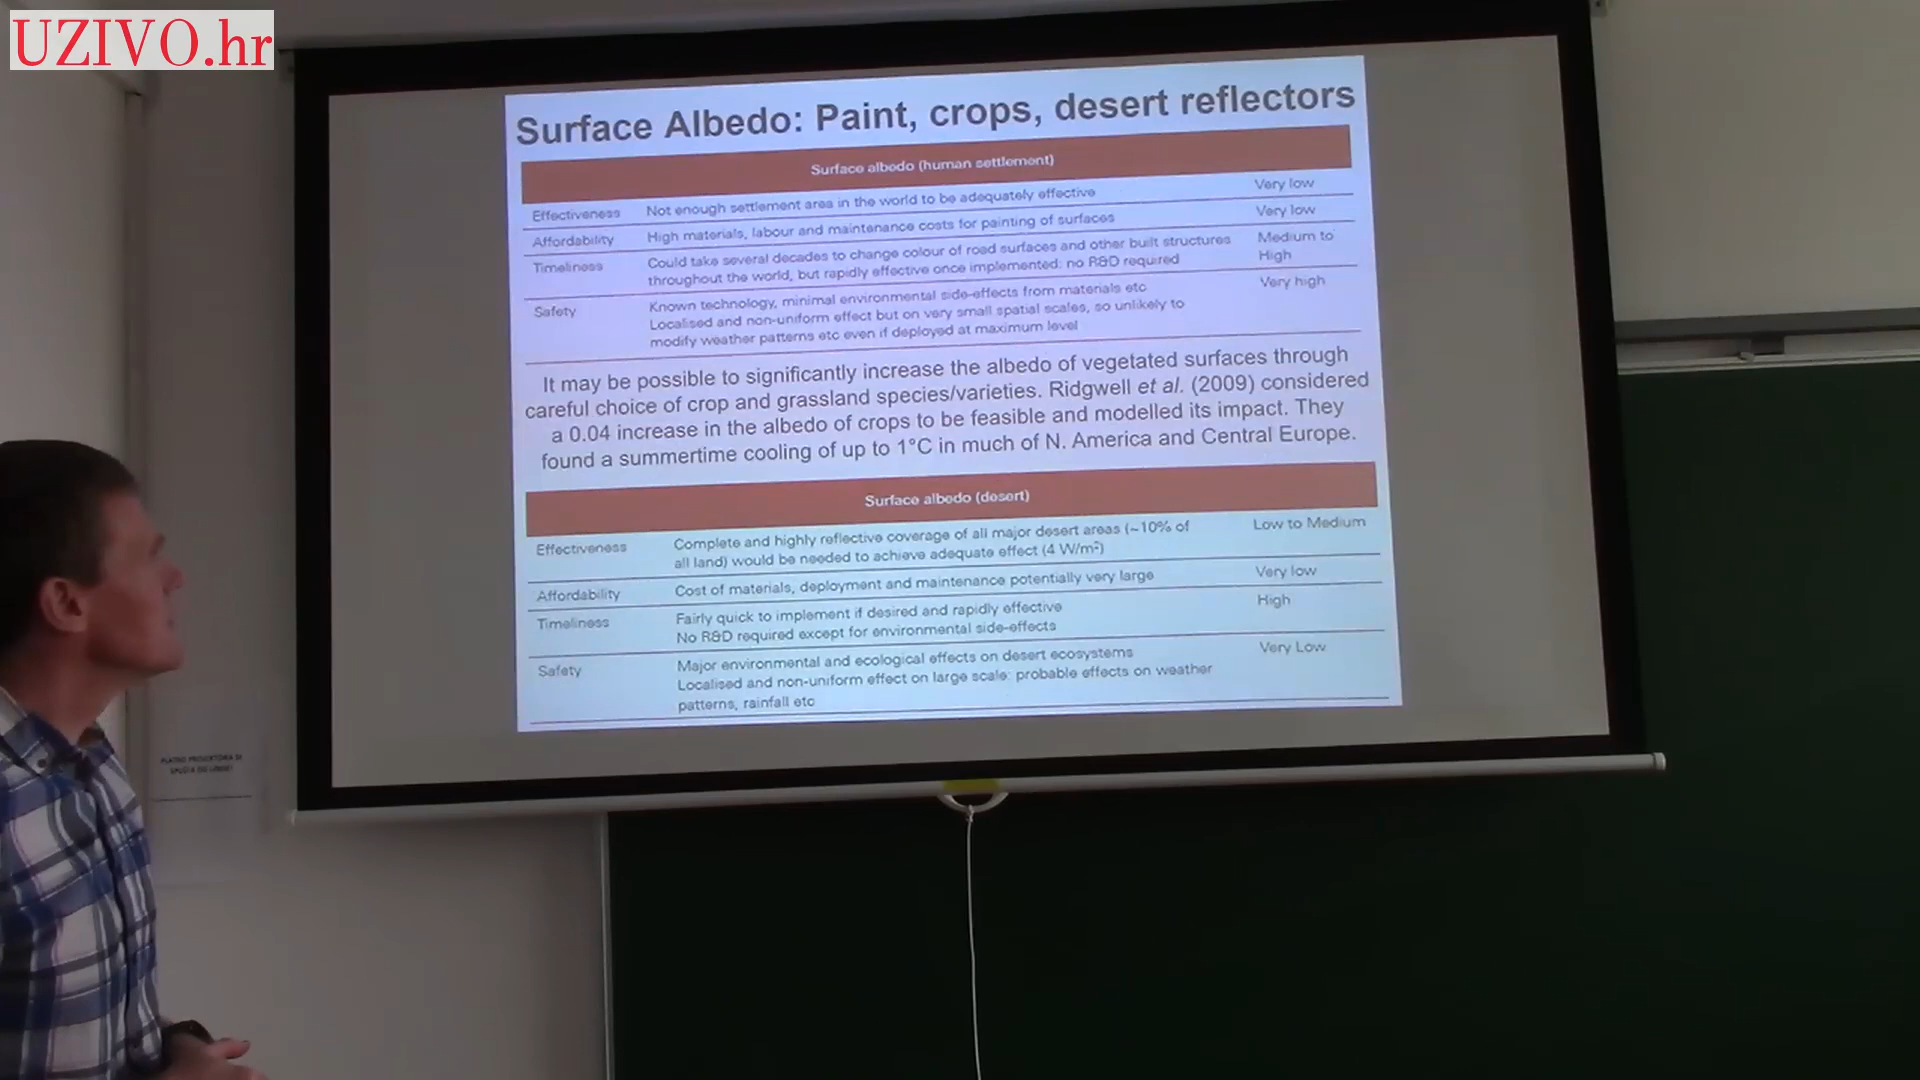 UZIVO.hr
Surface Albedo: Paint, crops, desert reflectors
Surface albedo (human settlement)
Effectiveness Not enough settlement area in the world to be adequately effective Very low
Affordability High materials, labour and maintenance costs for painting of surfaces Very low
Timeliness Could take several decades to change colour of road surfaces and other built structures Medium to
throughout the world, but rapidly effective once implemented: no R&D required High
Safety Known technology, minimal environmental side-effects from materials etc Very high
Localised and non-uniform effect but on very small spatial scales, so unlikely to
modify weather patterns etc even if deployed at maximum level
It may be possible to significantly increase the albedo of vegetated surfaces through
careful choice of crop and grassland species/varieties. Ridgwell et al. (2009) considered
a 0.04 increase in the albedo of crops to be feasible and modelled its impact. They
found a summertime cooling of up to 1°C in much of N. America and Central Europe.
Surface albedo (desert)
Effectiveness Complete and highly reflective coverage of all major desert areas (~10% of Low to Medium
all land) would be needed to achieve adequate effect (4 W/m²)
Affordability Cost of materials, deployment and maintenance potentially very large Very low
Timeliness Fairly quick to implement if desired and rapidly effective High
No R&D required except for environmental side-effects
Safety Major environmental and ecological effects on desert ecosystems Very Low
Localised and non-uniform effect on large scale: probable effects on weather
patterns, rainfall etc